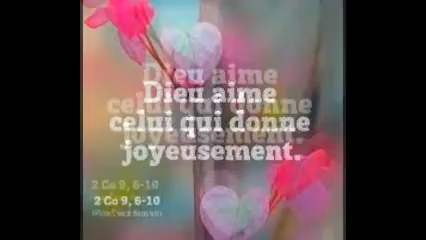 Dieu aime
celui qui donne
joyeusement.
2 Co 9, 6-10